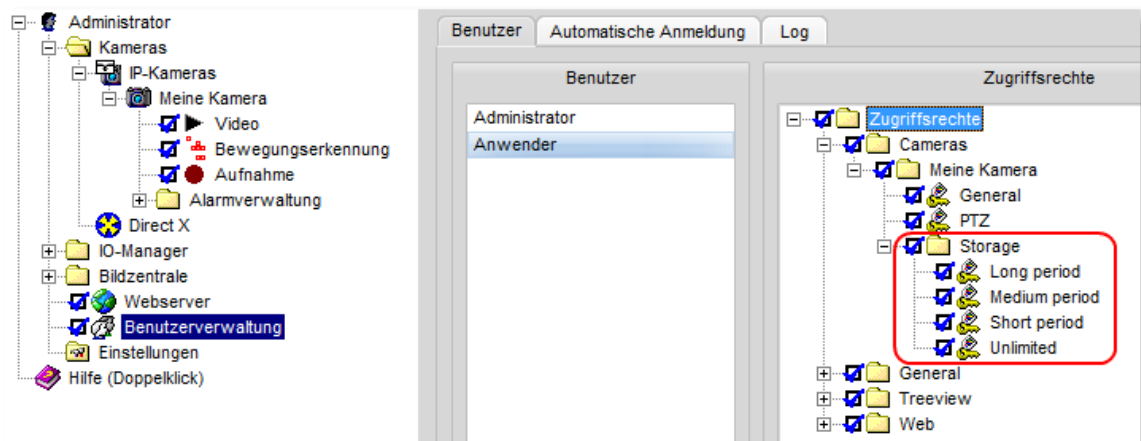 Administrator
Kameras
IP-Kameras
Meine Kamera
Video
Bewegungserkennung
Aufnahme
Alarmverwaltung
Direct X
IO-Manager
Bildzentrale
Webserver
Benutzerverwaltung
Einstellungen
Hilfe (Doppelklick)
Benutzer
Automatische Anmeldung
Log
Benutzer
Administrator
Anwender
Zugriffsrechte
Zugriffsrechte
Cameras
Meine Kamera
General
PTZ
Storage
Long period
Medium period
Short period
Unlimited
General
Treeview
Web